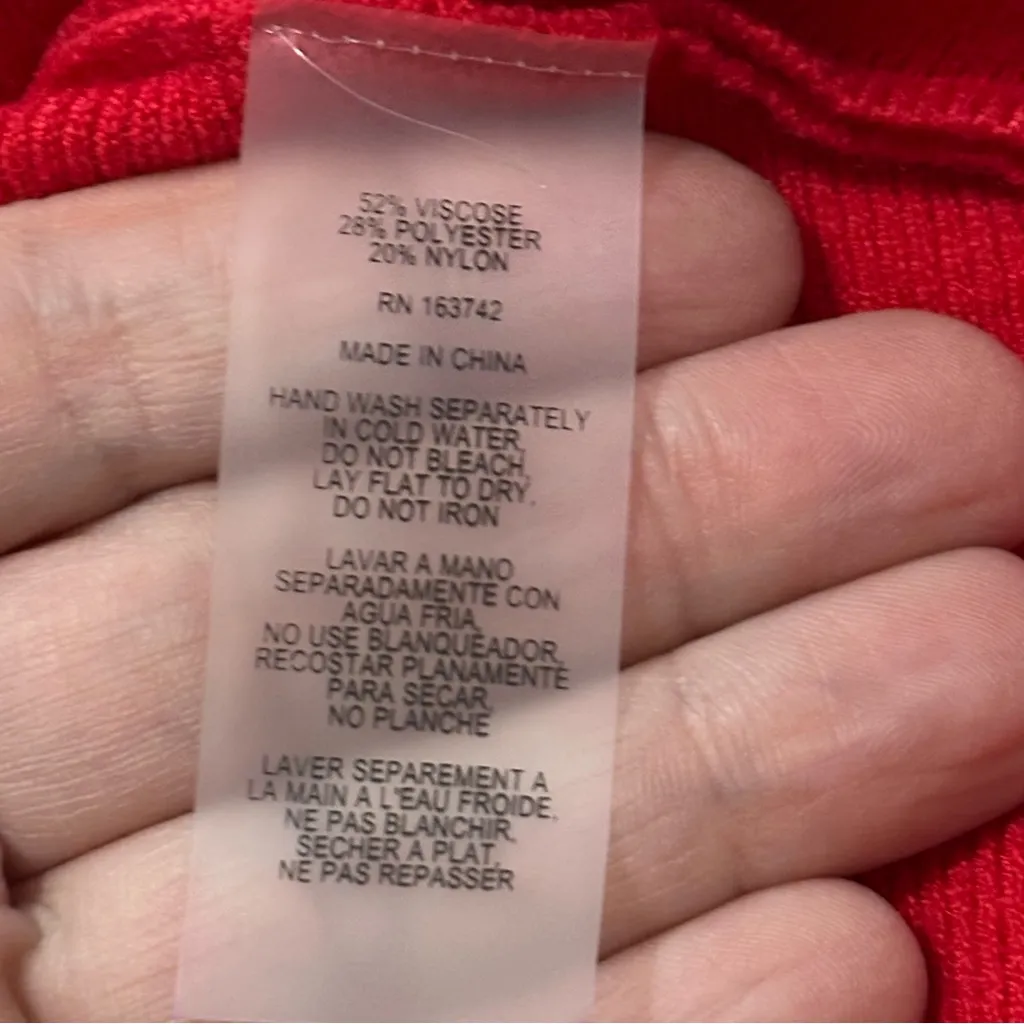 52% VISCOSE
28% POLYESTER
20% NYLON
RN 163742
MADE IN CHINA
HAND WASH SEPARATELY
IN COLD WATER,
DO NOT BLEACH,
LAY FLAT TO DRY,
DO NOT IRON
LAVAR A MANO
SEPARADAMENTE CON
AGUA FRIA,
NO USE BLANQUEADOR,
RECOSTAR PLANAMENTE
PARA SECAR,
NO PLANCHE
LAVER SEPAREMENT A
LA MAIN A L'EAU FROIDE,
NE PAS BLANCHIR,
SECHER A PLAT,
NE PAS REPASSER